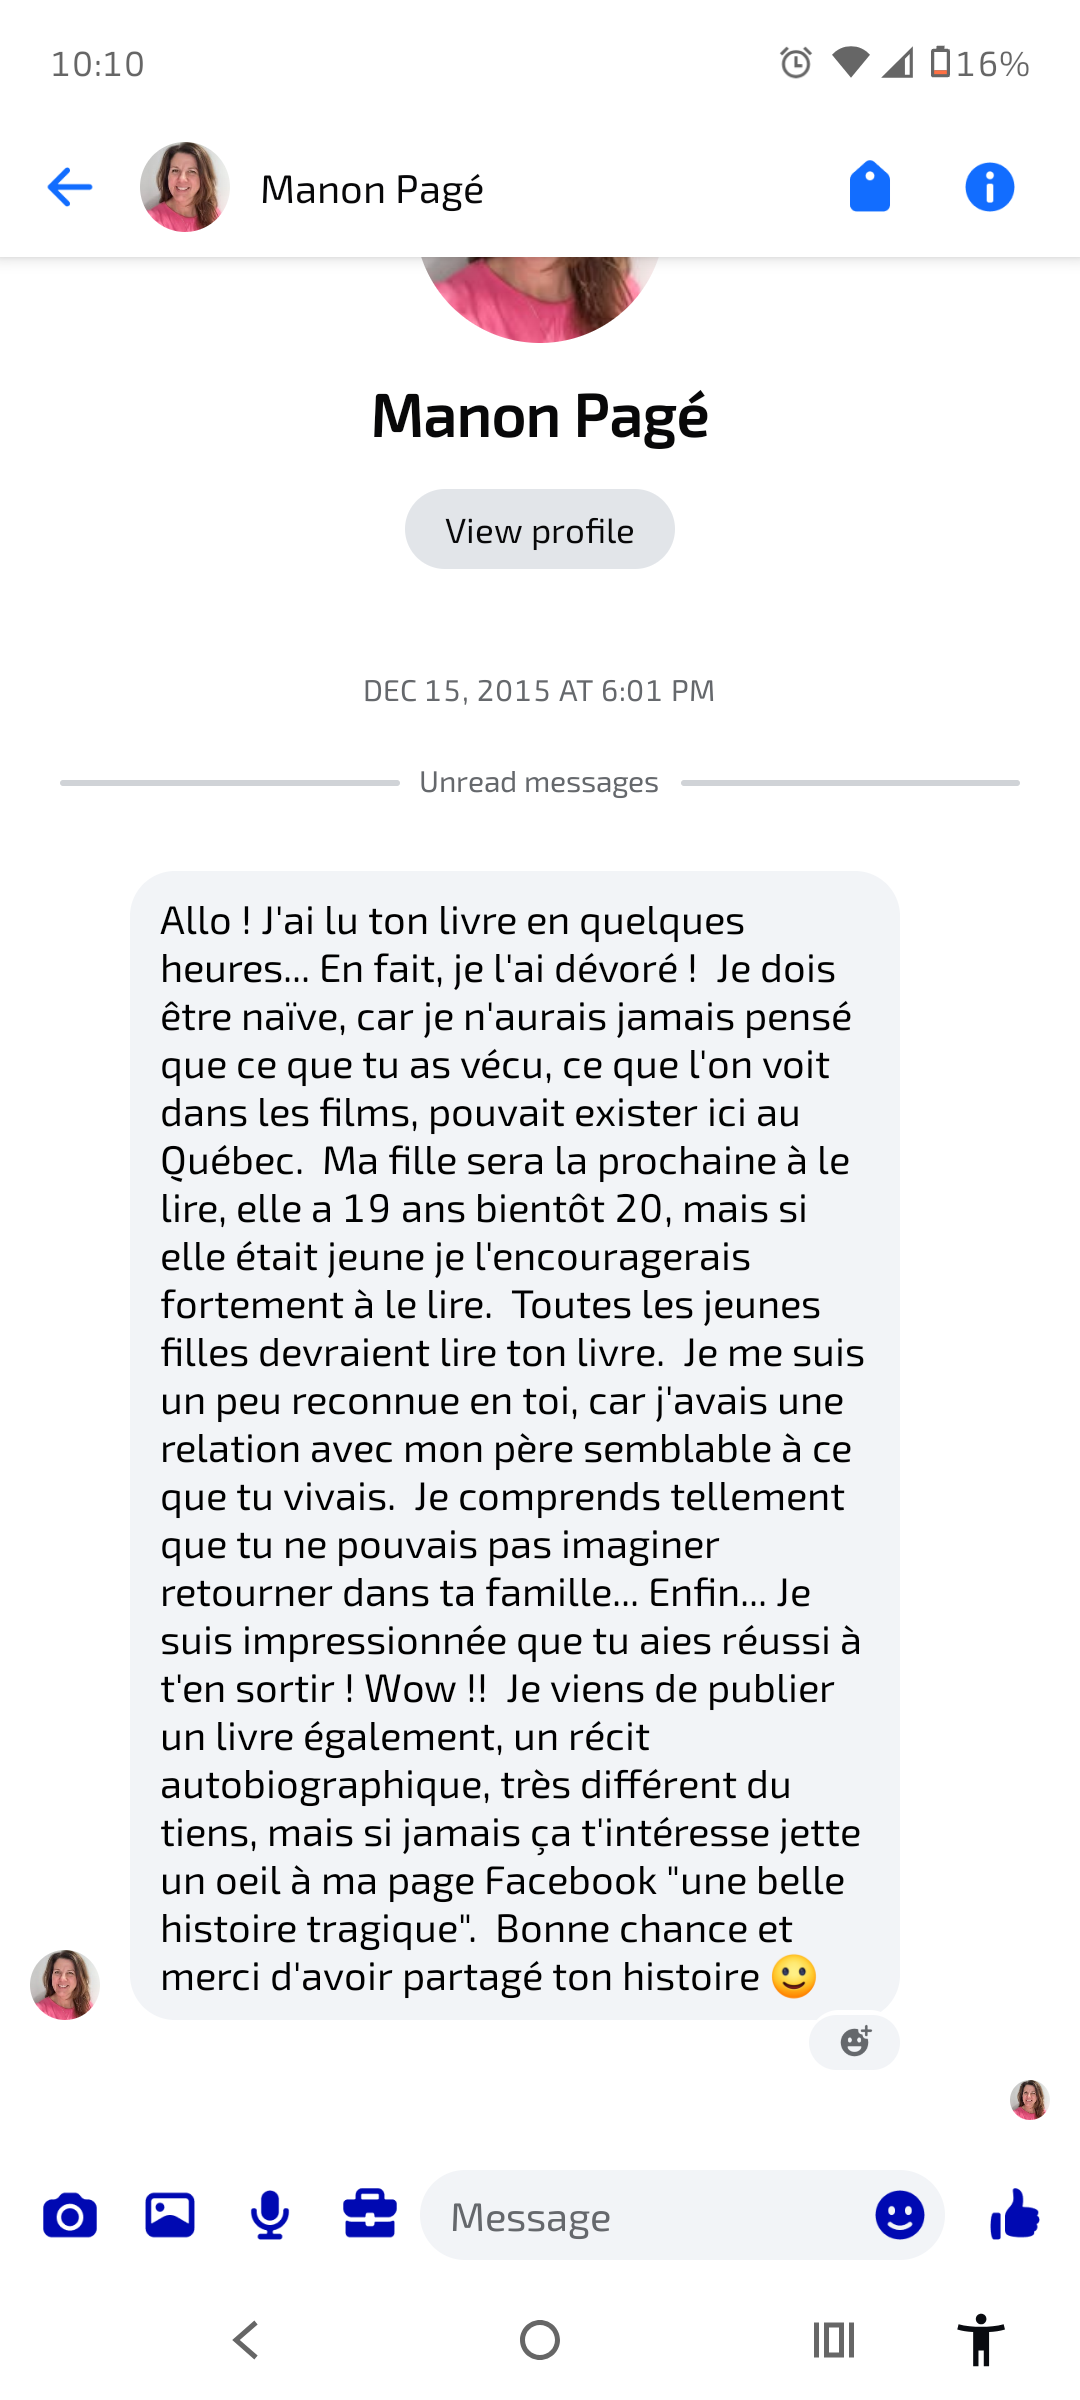 10:10
16%
Manon Pagé
Manon Pagé
View profile
DEC 15, 2015 AT 6:01 PM
Unread messages
Allo ! J'ai lu ton livre en quelques
heures... En fait, je l'ai dévoré !  Je dois
être naïve, car je n'aurais jamais pensé
que ce que tu as vécu, ce que l'on voit
dans les films, pouvait exister ici au
Québec.  Ma fille sera la prochaine à le
lire, elle a 19 ans bientôt 20, mais si
elle était jeune je l'encouragerais
fortement à le lire.  Toutes les jeunes
filles devraient lire ton livre.  Je me suis
un peu reconnue en toi, car j'avais une
relation avec mon père semblable à ce
que tu vivais.  Je comprends tellement
que tu ne pouvais pas imaginer
retourner dans ta famille... Enfin... Je
suis impressionnée que tu aies réussi à
t'en sortir ! Wow !!  Je viens de publier
un livre également, un récit
autobiographique, très différent du
tiens, mais si jamais ça t'intéresse jette
un oeil à ma page Facebook "une belle
histoire tragique".  Bonne chance et
merci d'avoir partagé ton histoire 🙂
Message